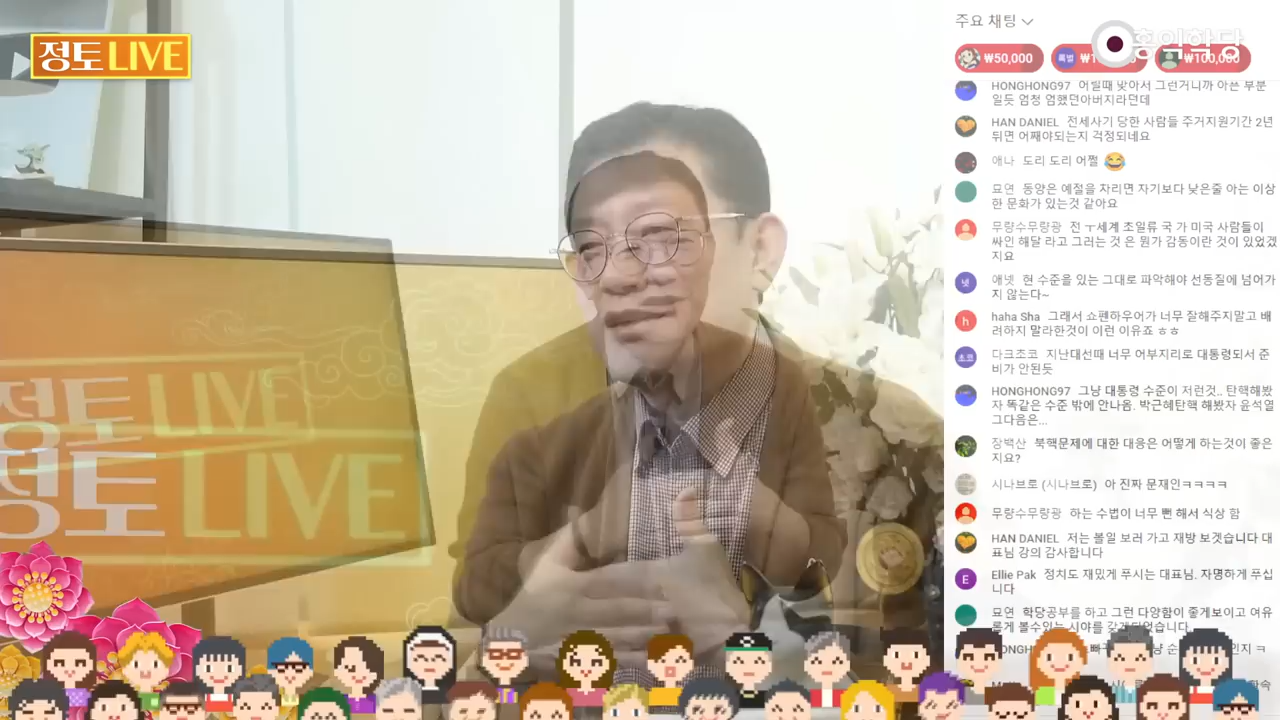 정토 LIVE
주요 채팅
홍익학당
₩50,000
₩100,000
HONGHONG97 어릴때 맞아서 그런거니까 아픈 부분
일듯 엄청 엄했던아버지라던데
HAN DANIEL 전세사기 당한 사람들 주거지원기간 2년
뒤면 어째야되는지 걱정되네요
애나 도리 도리 어쩔 😂
묘연 동양은 예절을 차리면 자기보다 낮은줄 아는 이상
한 문화가 있는것 같아요
무량수무량광 전 ㅜ세계 초일류 국 가 미국 사람들이
싸인 해달 라고 그러는 것 은 뭔가 감동이란 것이 있었겠
지요
넷
애넷 현 수준을 있는 그대로 파악해야 선동질에 넘어가
지 않는다~
h
haha Sha 그래서 쇼펜하우어가 너무 잘해주지말고 배
려하지 말라한것이 이런 이유죠 ㅎㅎ
초코
다크초코 지난대선때 너무 어부지리로 대통령되서 준
비가 안된듯
HONGHONG97 그냥 대통령 수준이 저런것.. 탄핵해봤
자 똑같은 수준 밖에 안나옴. 박근혜탄핵 해봤자 윤석열
그다음은...
장백산 북핵문제에 대한 대응은 어떻게 하는것이 좋은
지요?
시나브로 (시나브로) 아 진짜 문재인ㅋㅋㅋㅋ
무량수무량광 하는 수법이 너무 뻔 해서 식상 함
HAN DANIEL 저는 볼일 보러 가고 재방 보겟습니다 대
표님 강의 감사합니다
E
Ellie Pak 정치도 재밌게 푸시는 대표님. 자명하게 푸십
니다
묘연 학당공부를 하고 그런 다양함이 좋게보이고 여유
롭게 볼수있는 시야를 갖게되었습니다
정토 LIVE
정토 LIVE